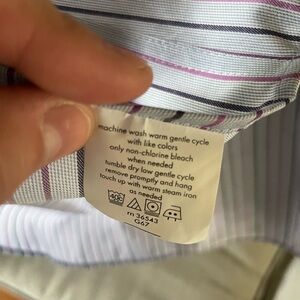 machine wash warm gentle cycle
with like colors
only non-chlorine bleach
when needed
tumble dry low gentle cycle
remove promptly and hang
touch up with warm steam iron
as needed
rn 36543
G67